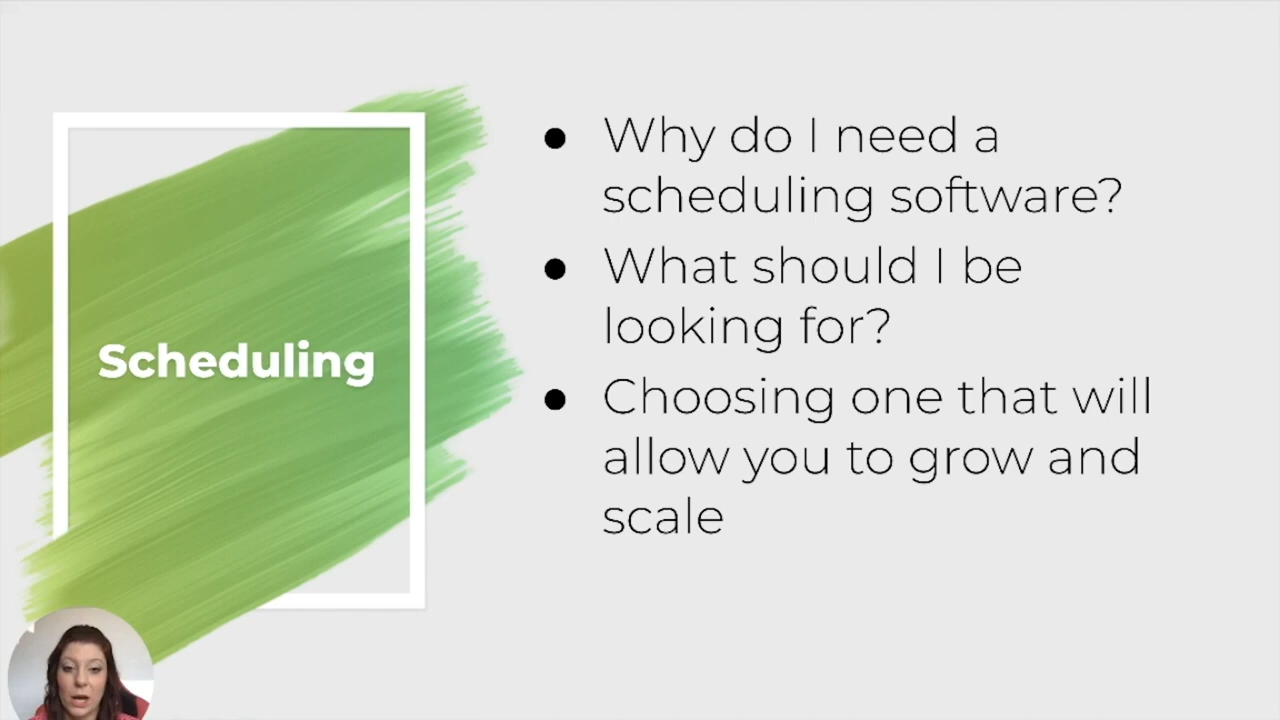 Scheduling
● Why do I need a
scheduling software?
● What should I be
looking for?
● Choosing one that will
allow you to grow and
scale